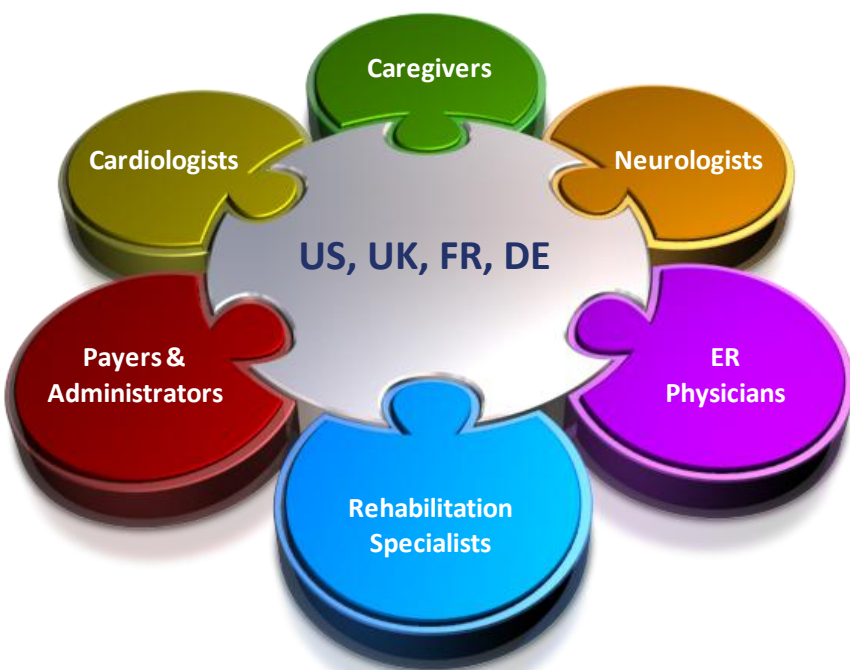 Caregivers
Cardiologists
Neurologists
US, UK, FR, DE
Payers &
Administrators
ER
Physicians
Rehabilitation
Specialists